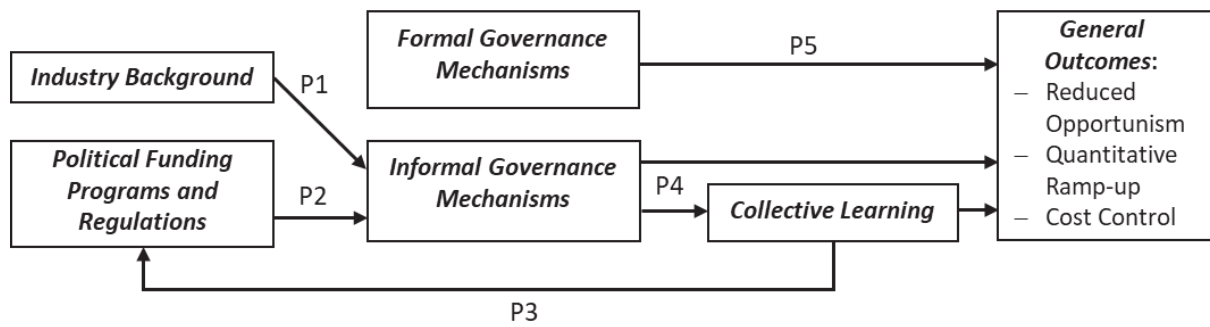 Industry Background
Political Funding
Programs and
Regulations
P1
P2
Formal Governance
Mechanisms
Informal Governance
Mechanisms
P5
P4
Collective Learning
P3
General
Outcomes:
– Reduced
Opportunism
– Quantitative
Ramp-up
– Cost Control